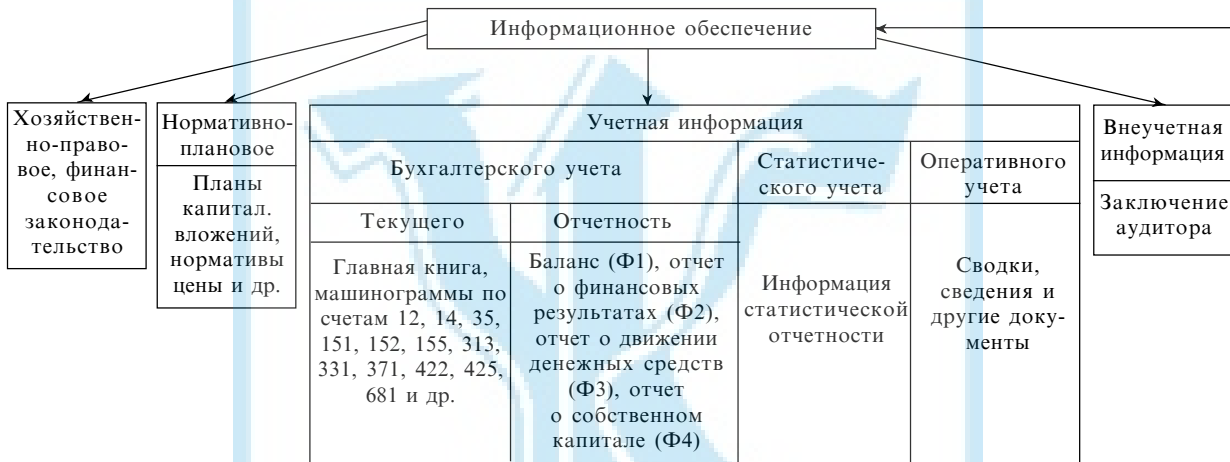 Информационное обеспечение
Хозяйствен-
но-право-
вое, финан-
совое
законода-
тельство
Нормативно-
плановое
Планы
капитал.
вложений,
нормативы
цены и др.
Учетная информация
Бухгалтерского учета
Статистиче-
ского учета
Оперативного
учета
Текущего
Отчетность
Главная книга,
машинограммы по
счетам 12, 14, 35,
151, 152, 155, 313,
331, 371, 422, 425,
681 и др.
Баланс (Ф1), отчет
о финансовых
результатах (Ф2),
отчет о движении
денежных средств
(Ф3), отчет
о собственном
капитале (Ф4)
Информация
статистической
отчетности
Сводки,
сведения и
другие доку-
менты
Внеучетная
информация
Заключение
аудитора